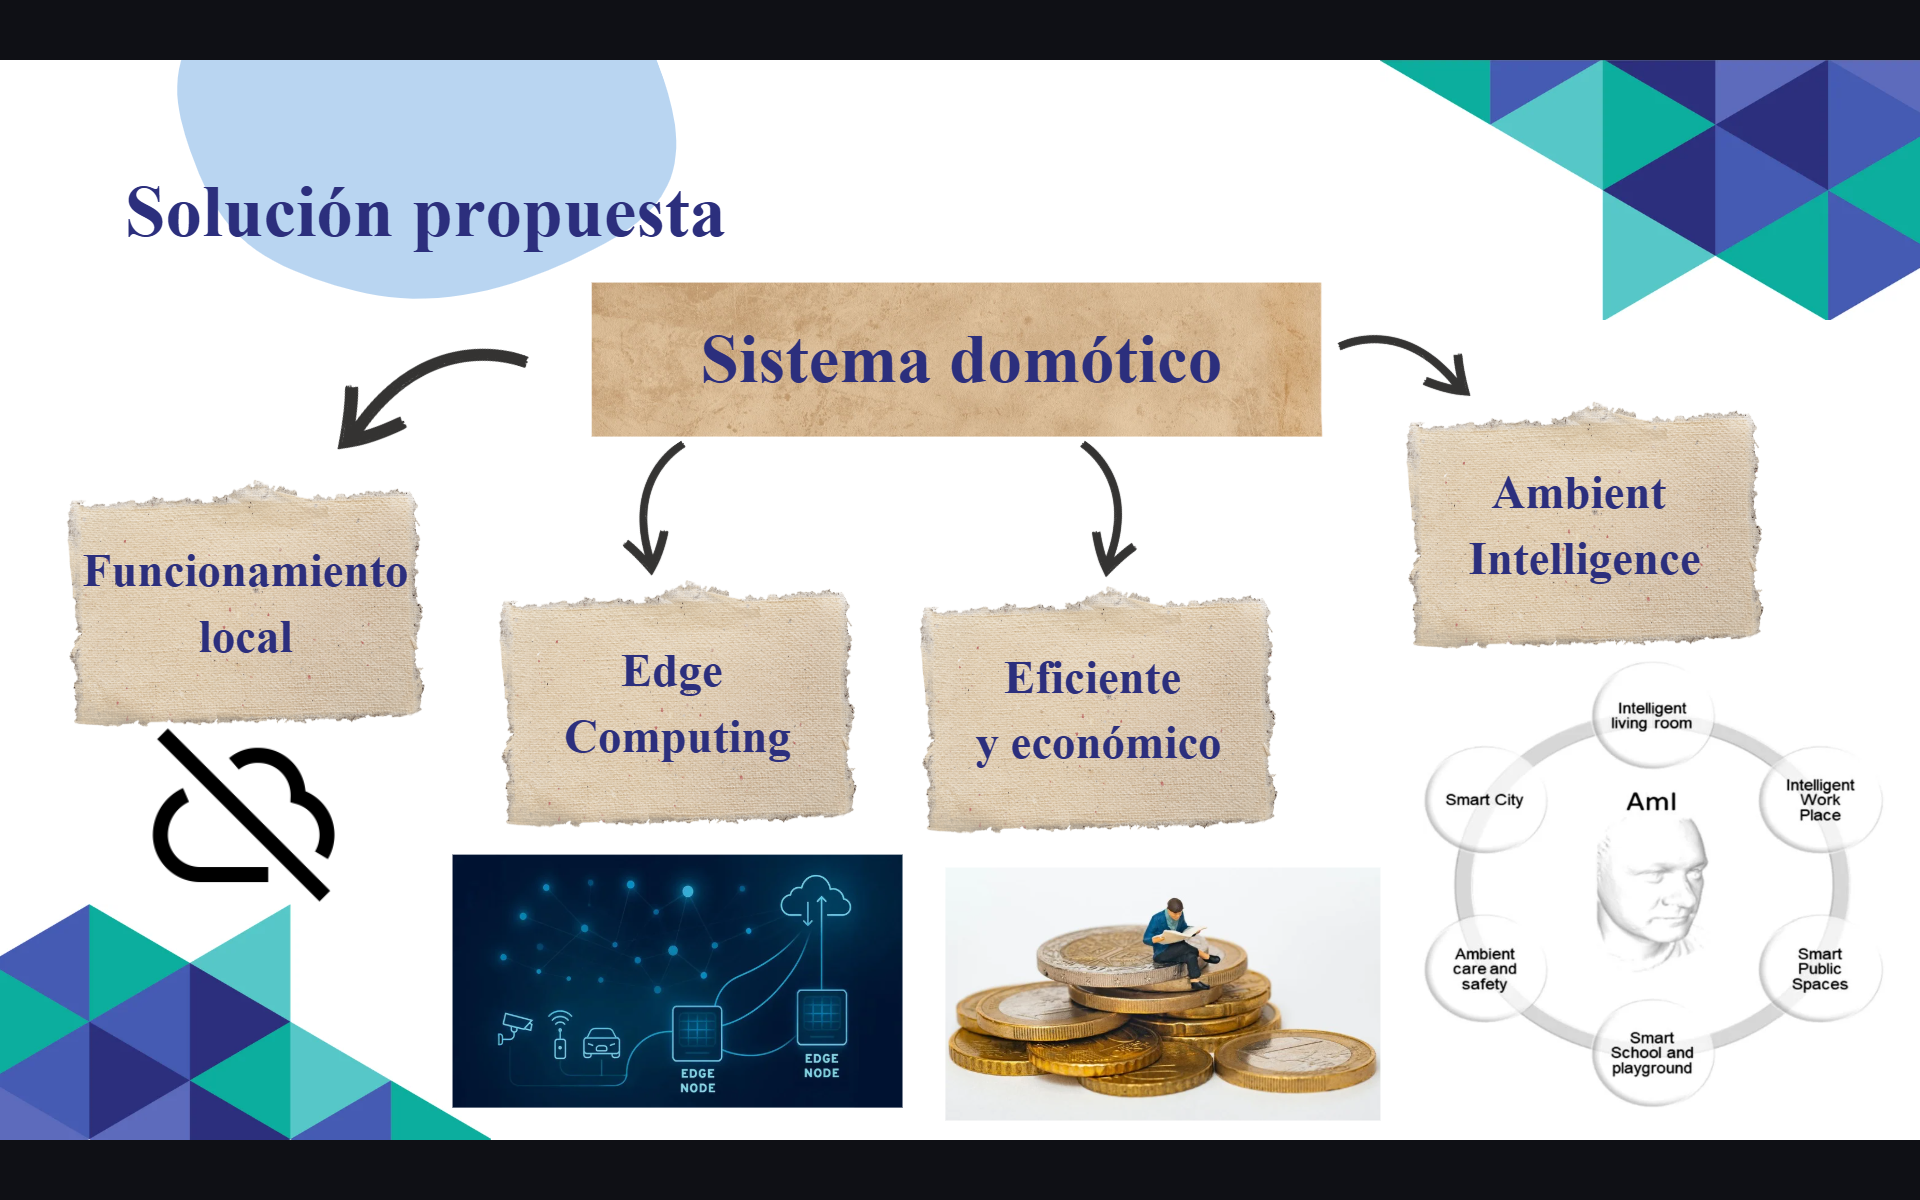 Solución propuesta
Sistema domótico
Funcionamiento
local
Edge
Computing
Eficiente
y económico
Ambient
Intelligence
EDGE
NODE
EDGE
NODE
AmI
Intelligent
living room
Intelligent
Work
Place
Smart
Public
Spaces
Smart
School and
playground
Ambient
care and
safety
Smart City